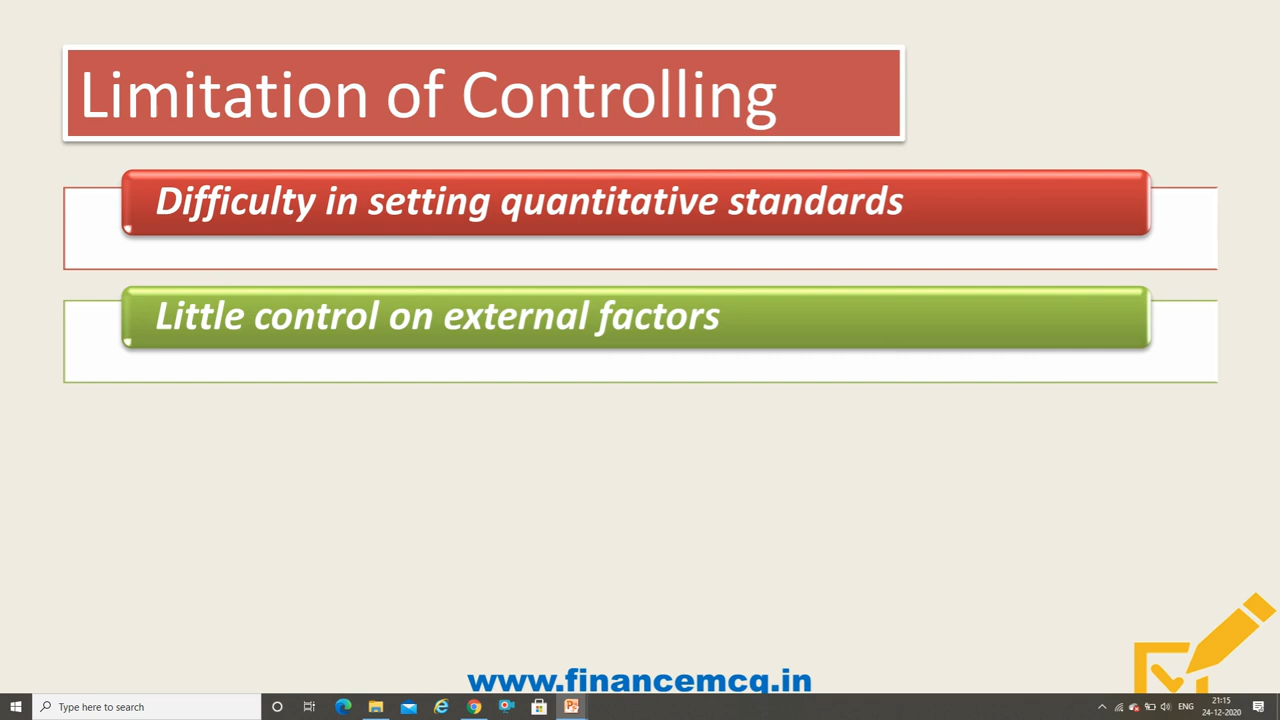 Limitation of Controlling
Difficulty in setting quantitative standards
Little control on external factors
www.financemcq.in
Type here to search
ENG
21:15
24-12-2020